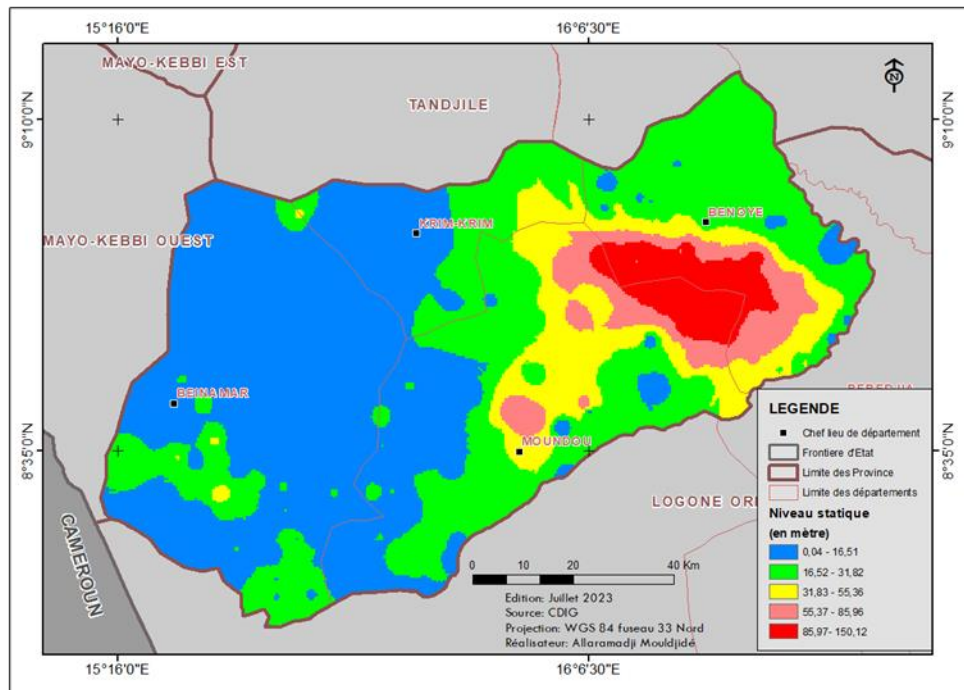 15°16'0"E 16°6'30"E
MAYO-KEBBI EST
N
TANDJILE
9°10'0"N 9°10'0"N
BENOYE
KRIM-KRIM
MAYO-KEBBI OUEST
BEINAMAR
MOUNDOU
8°35'0"N 8°35'0"N
LOGONE
CAMEROUN
LEGENDE
Chef lieu de département
Frontiere d'Etat
Limite des Province
Limite des départements
Niveau statique
(en mètre)
0,04 - 16,51
16,52 - 31,82
31,83 - 55,36
55,37 - 85,96
85,97- 150,12
0 10 20 40 Km
Edition: Juillet 2023
Source: CDIG
Projection: WGS 84 fuseau 33 Nord
Réalisateur: Allaramadji Mouldjidé
15°16'0"E 16°6'30"E